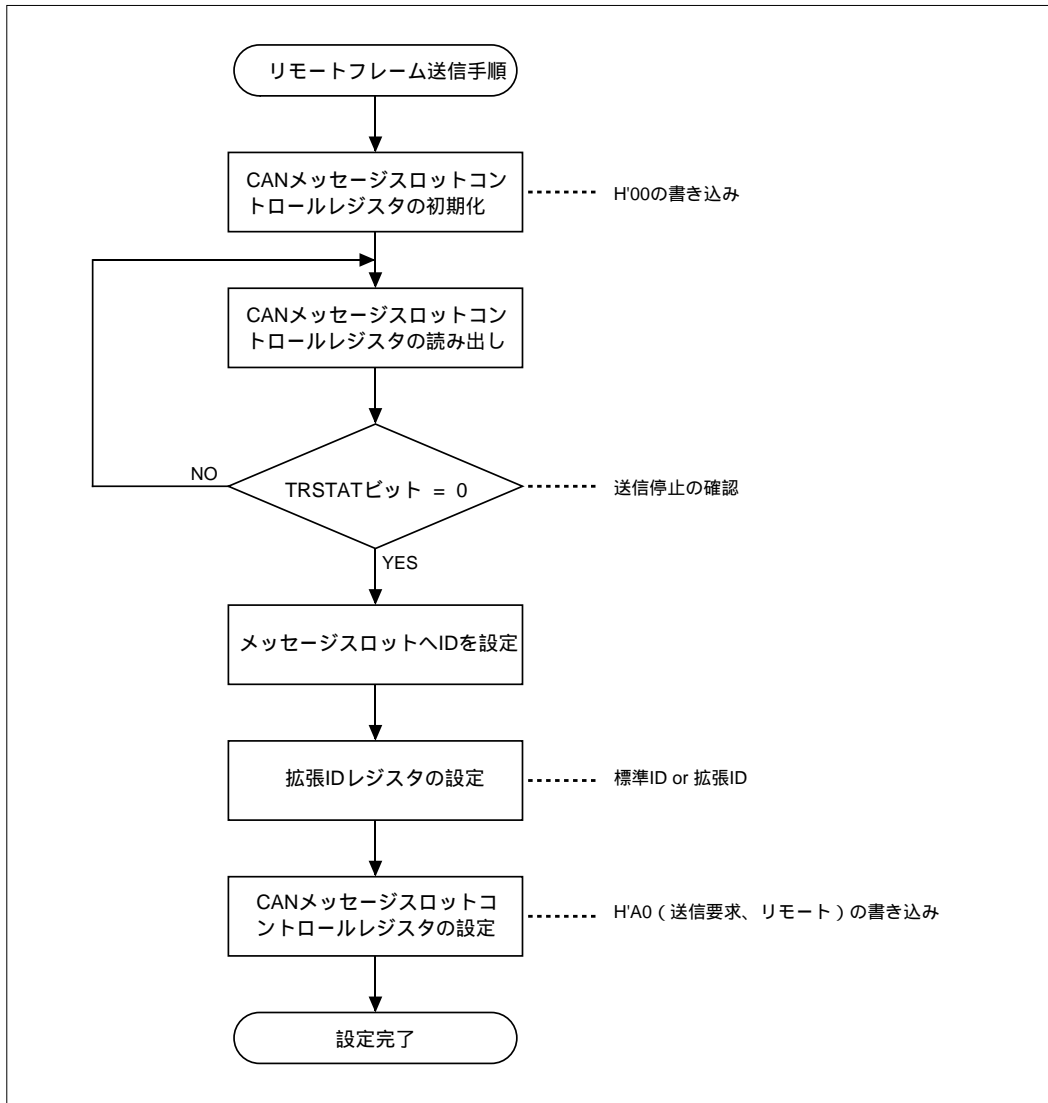 リモートフレーム送信手順
CANメッセージスロットコン
トロールレジスタの初期化
H'00の書き込み
CANメッセージスロットコン
トロールレジスタの読み出し
NO
TRSTATビット = 0
送信停止の確認
YES
メッセージスロットへIDを設定
拡張IDレジスタの設定
標準ID or 拡張ID
CANメッセージスロットコ
ントロールレジスタの設定
H'A0(送信要求、リモート)の書き込み
設定完了